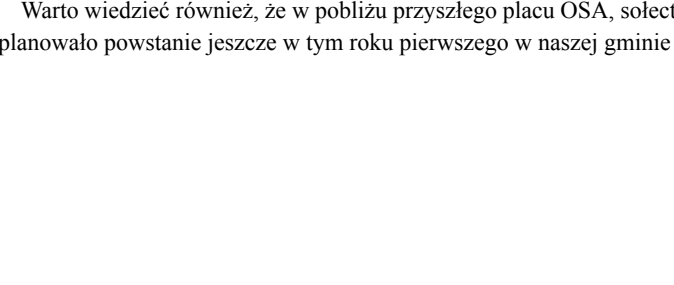 Warto wiedzieć również, że w pobliżu przyszłego placu OSA, sołect
planowało powstanie jeszcze w tym roku pierwszego w naszej gminie